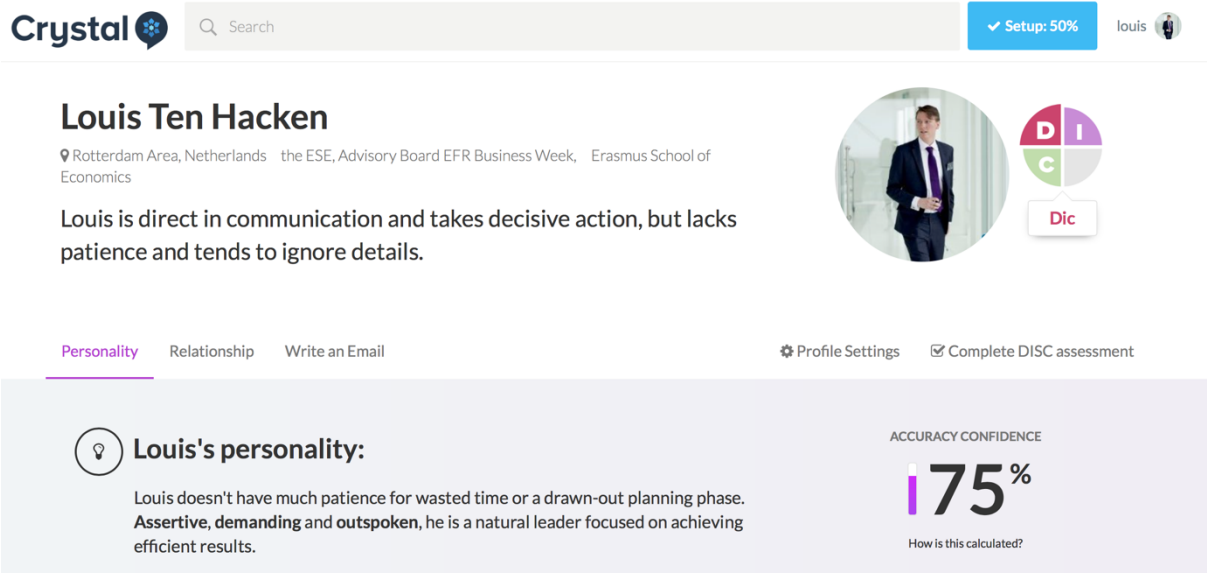 Crystal
Search
Setup: 50%
louis
Louis Ten Hacken
Rotterdam Area, Netherlands the ESE, Advisory Board EFR Business Week, Erasmus School of
Economics
Louis is direct in communication and takes decisive action, but lacks
patience and tends to ignore details.
D I
C
Dic
Personality Relationship Write an Email Profile Settings Complete DISC assessment
Louis's personality:
Louis doesn't have much patience for wasted time or a drawn-out planning phase.
Assertive, demanding and outspoken, he is a natural leader focused on achieving
efficient results.
ACCURACY CONFIDENCE
75%
How is this calculated?